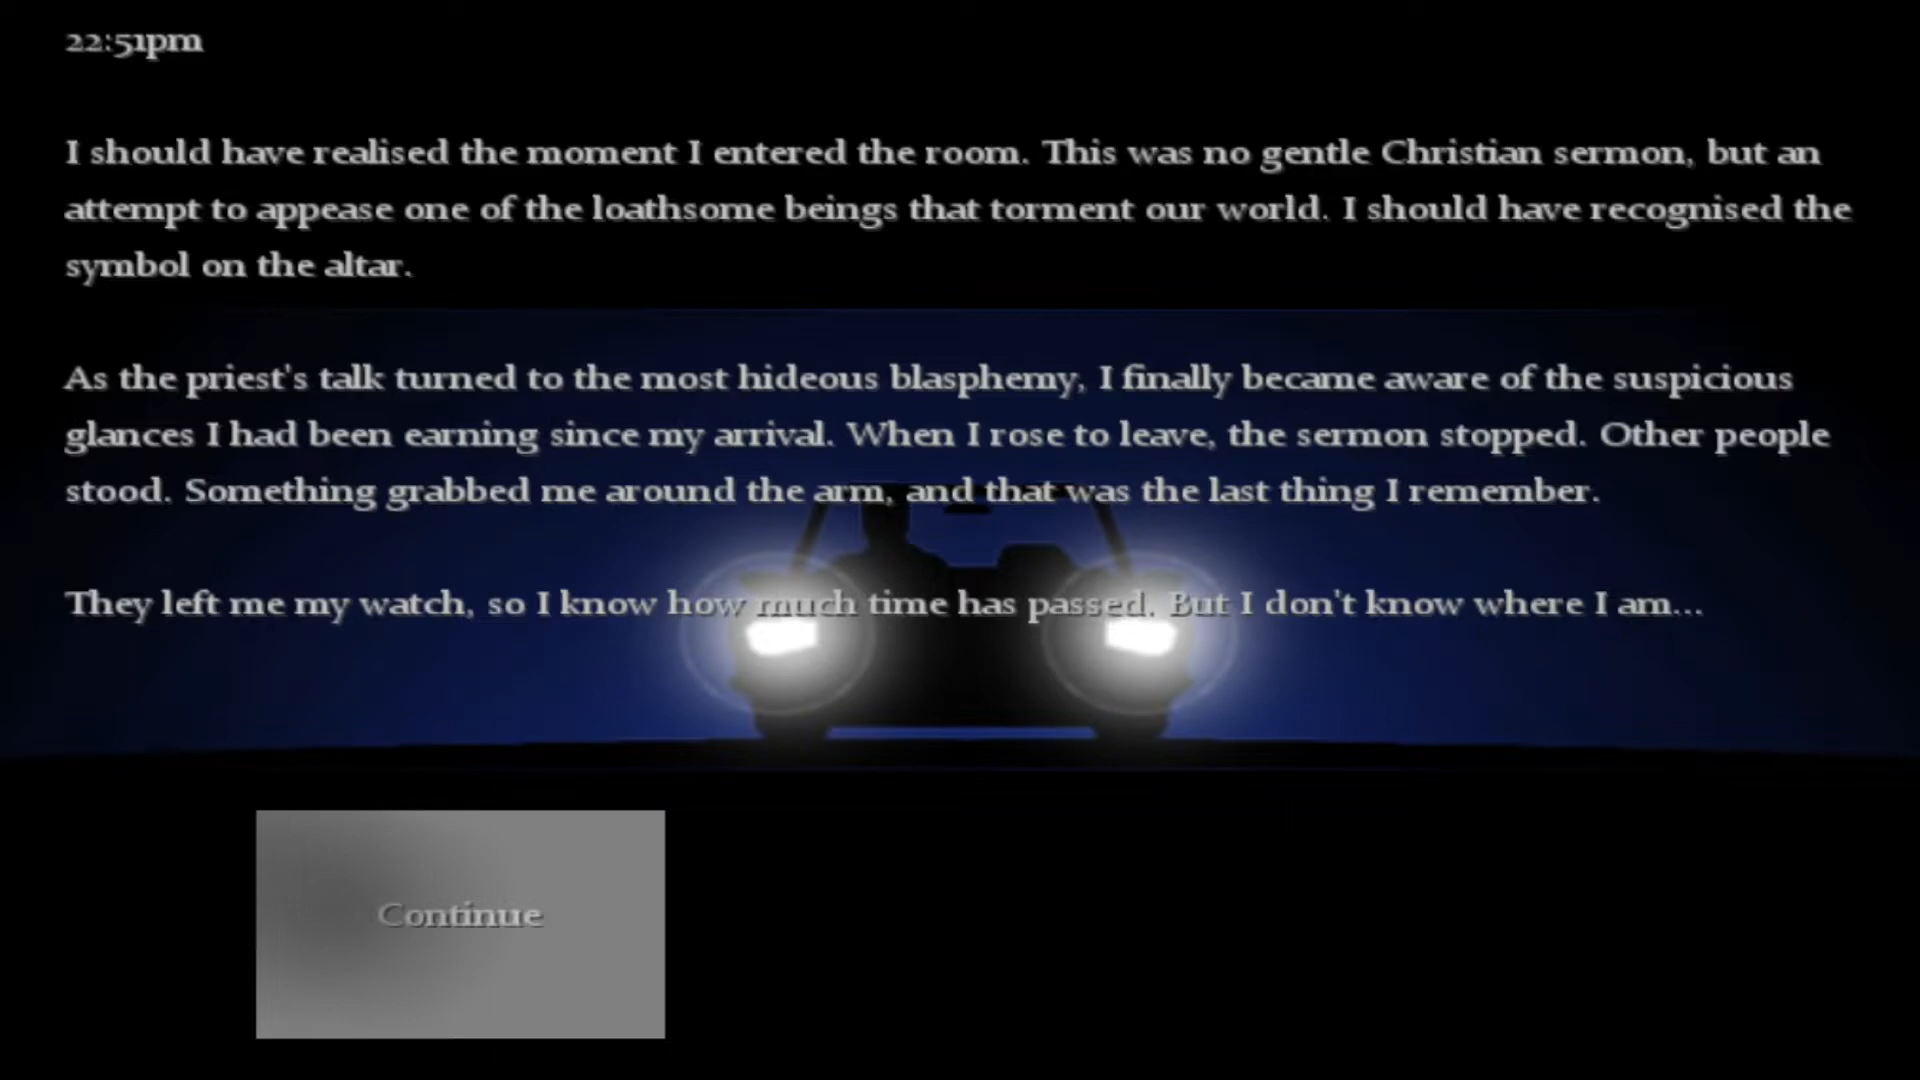 22:51pm
I should have realised the moment I entered the room. This was no gentle Christian sermon, but an
attempt to appease one of the loathsome beings that torment our world. I should have recognised the
symbol on the altar.
As the priest's talk turned to the most hideous blasphemy, I finally became aware of the suspicious
glances I had been earning since my arrival. When I rose to leave, the sermon stopped. Other people
stood. Something grabbed me around the arm, and that was the last thing I remember.
They left me my watch, so I know how much time has passed. But I don't know where I am...
Continue